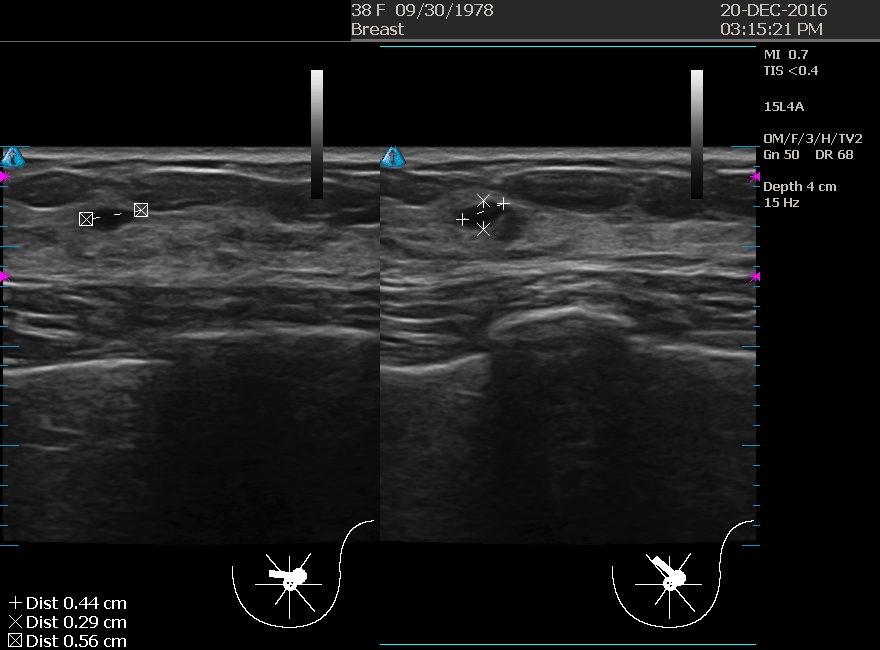 38 F 09/30/1978
20-DEC-2016
Breast
03:15:21 PM
MI 0.7
TIS <0.4
15L4A
OM/F/3/H/TV2
Gn 50 DR 68
Depth 4 cm
15 Hz
Dist 0.44 cm
Dist 0.29 cm
Dist 0.56 cm